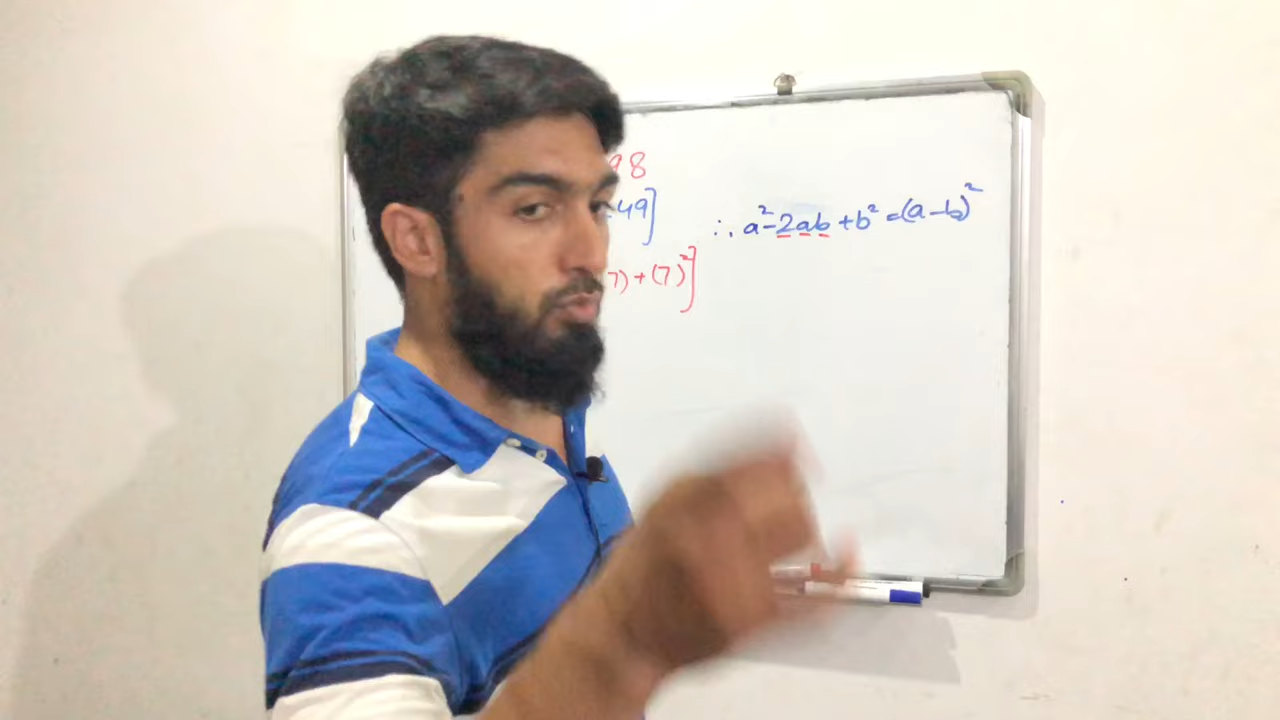 98
49]
∴ a²-2ab+b²=(a-b)²
7)+(7)²]